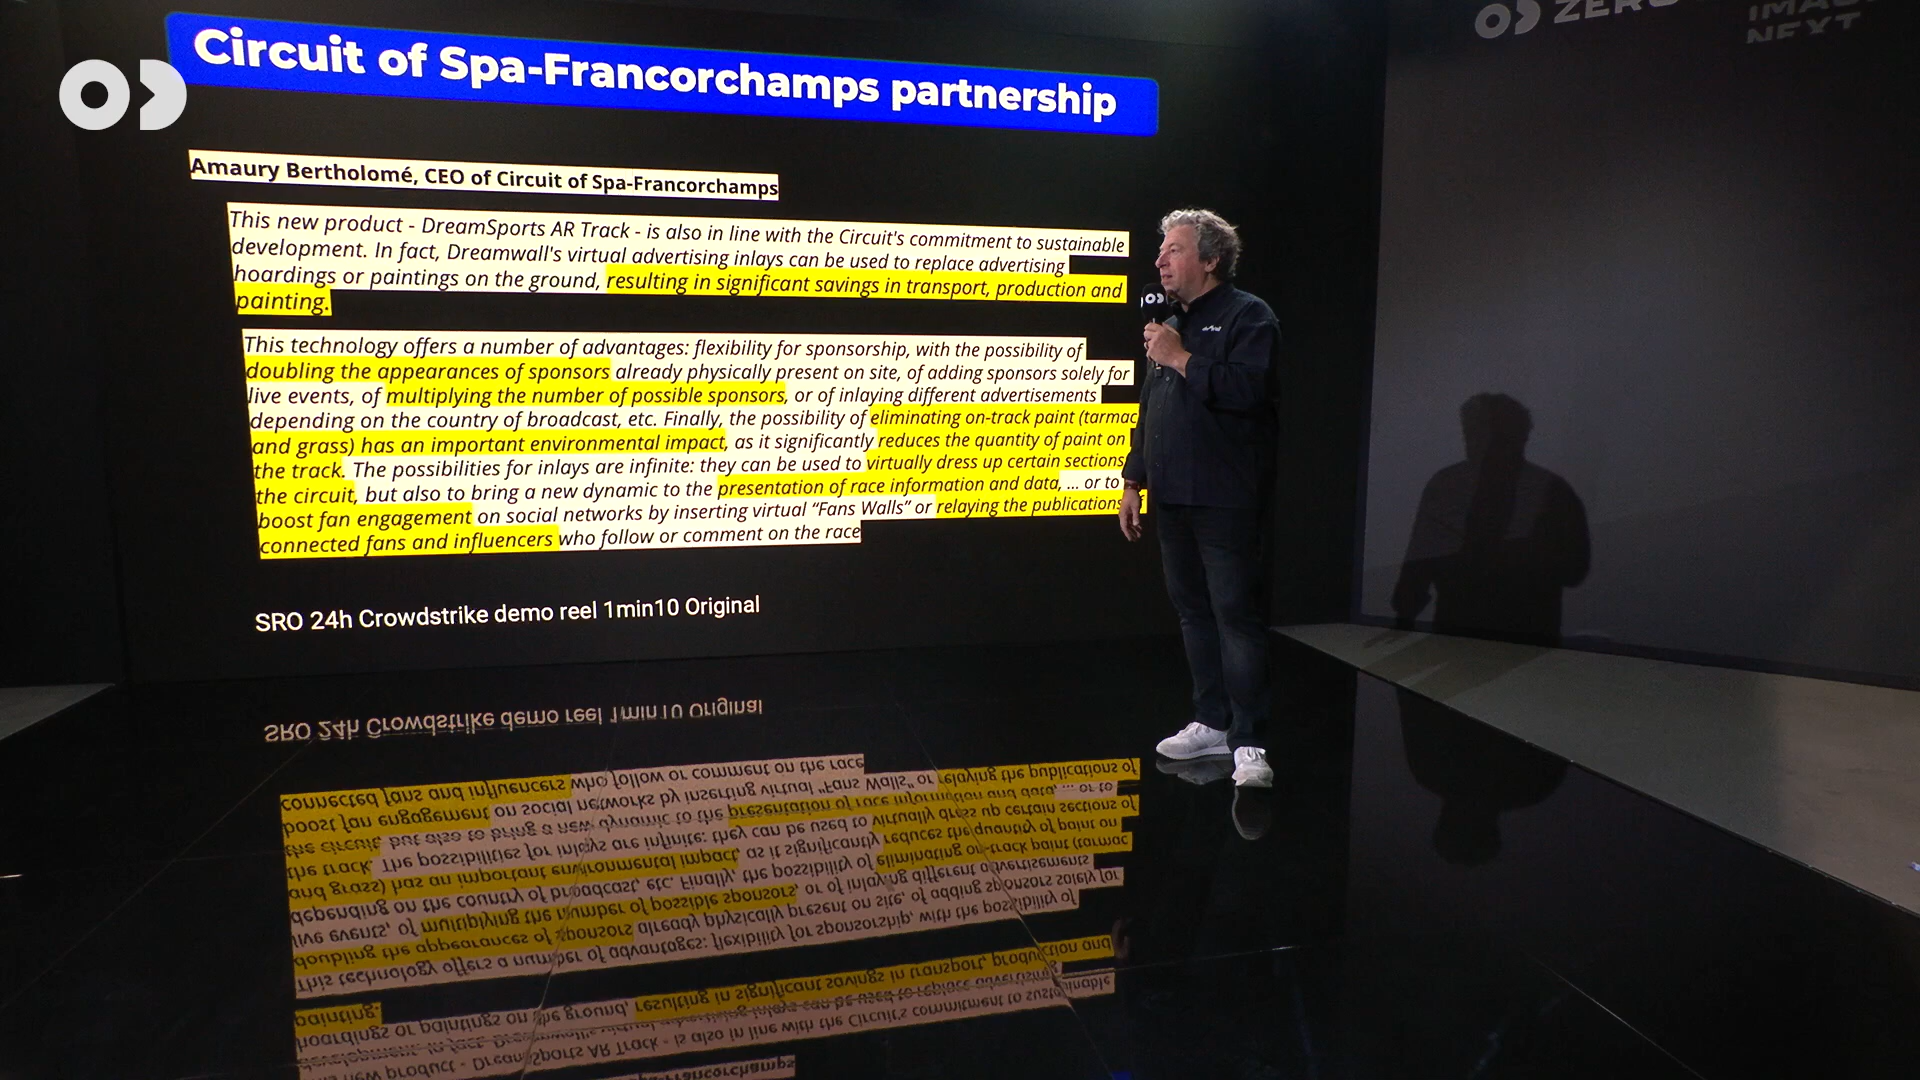 Circuit of Spa-Francorchamps partnership
Amaury Bertholomé, CEO of Circuit of Spa-Francorchamps
This new product - DreamSports AR Track - is also in line with the Circuit's commitment to sustainable
development. In fact, Dreamwall's virtual advertising inlays can be used to replace advertising
hoardings or paintings on the ground, resulting in significant savings in transport, production and
painting.
This technology offers a number of advantages: flexibility for sponsorship, with the possibility of
doubling the appearances of sponsors already physically present on site, of adding sponsors solely for
live events, of multiplying the number of possible sponsors, or of inlaying different advertisements
depending on the country of broadcast, etc. Finally, the possibility of eliminating on-track paint (tarmac
and grass) has an important environmental impact, as it significantly reduces the quantity of paint on
the track. The possibilities for inlays are infinite: they can be used to virtually dress up certain sections
the circuit, but also to bring a new dynamic to the presentation of race information and data, ... or to
boost fan engagement on social networks by inserting virtual “Fans Walls” or relaying the publications
connected fans and influencers who follow or comment on the race
SRO 24h Crowdstrike demo reel 1min10 Original
ZERO
NEXT